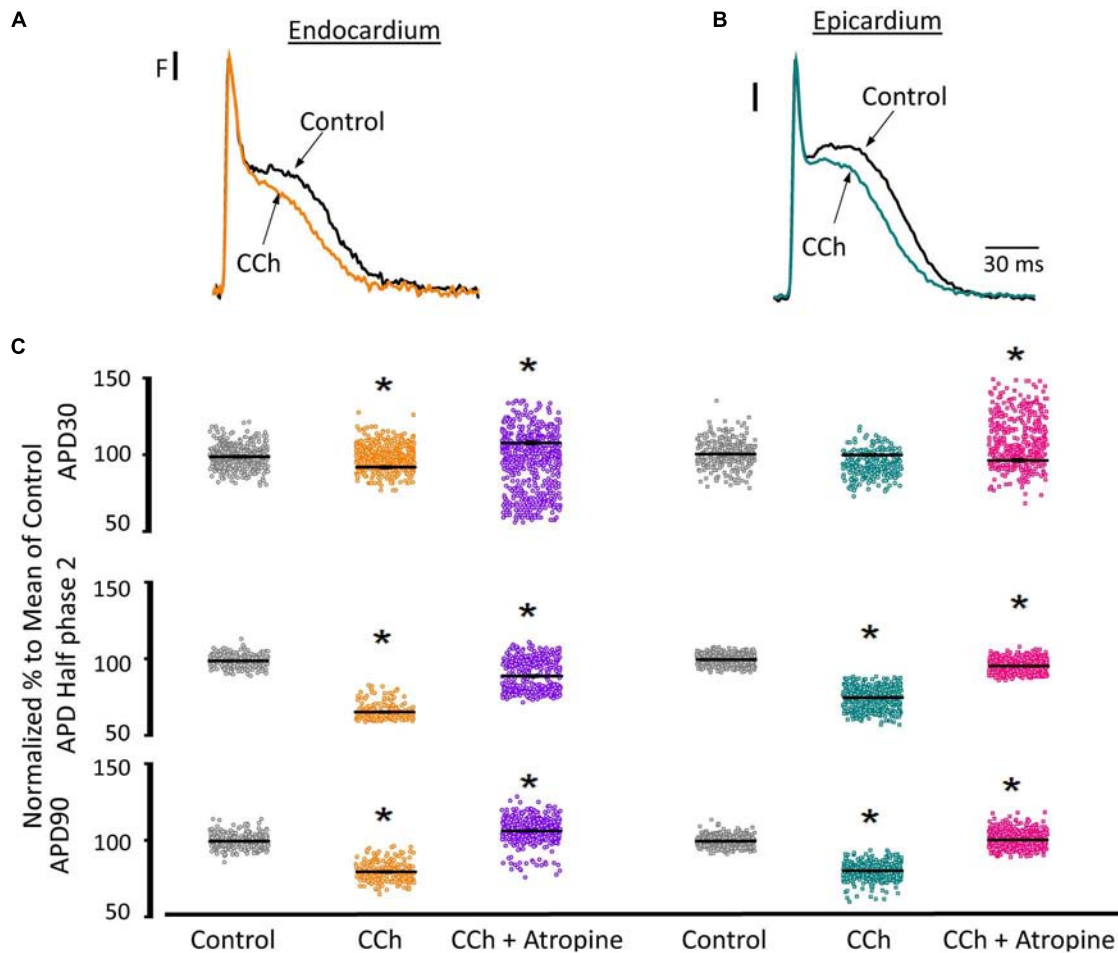 A
Endocardium
F
Control
CCh
B
Epicardium
Control
CCh
30 ms
C
Normalized % to Mean of Control
APD30
150
*
*
*
100
50
APD Half phase 2
150
*
*
*
*
100
50
APD90
150
*
*
*
*
100
50
Control CCh CCh + Atropine Control CCh CCh + Atropine